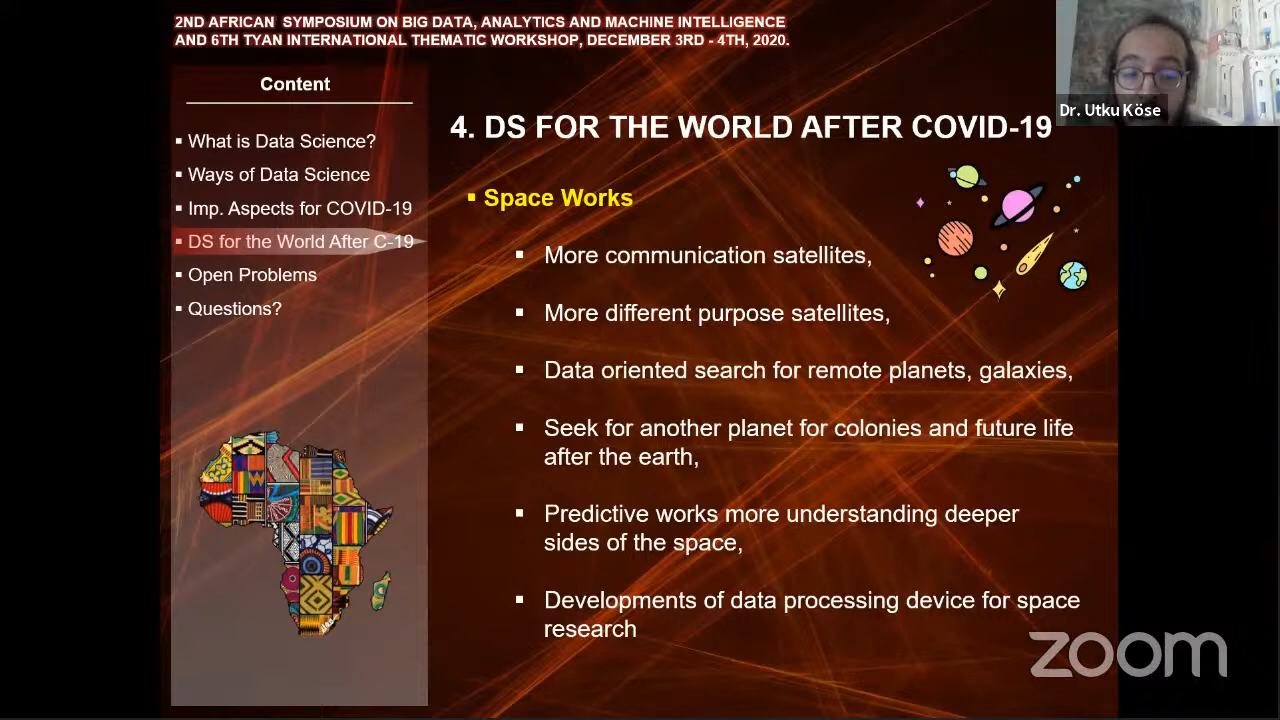 2ND AFRICAN SYMPOSIUM ON BIG DATA, ANALYTICS AND MACHINE INTELLIGENCE
AND 6TH TYAN INTERNATIONAL THEMATIC WORKSHOP, DECEMBER 3RD - 4TH, 2020.
Dr. Utku Köse
Content
▪ What is Data Science?
▪ Ways of Data Science
▪ Imp. Aspects for COVID-19
▪ DS for the World After C-19
▪ Open Problems
▪ Questions?
4. DS FOR THE WORLD AFTER COVID-19
▪ Space Works
▪ More communication satellites,
▪ More different purpose satellites,
▪ Data oriented search for remote planets, galaxies,
▪ Seek for another planet for colonies and future life
after the earth,
▪ Predictive works more understanding deeper
sides of the space,
▪ Developments of data processing device for space
research
zoom